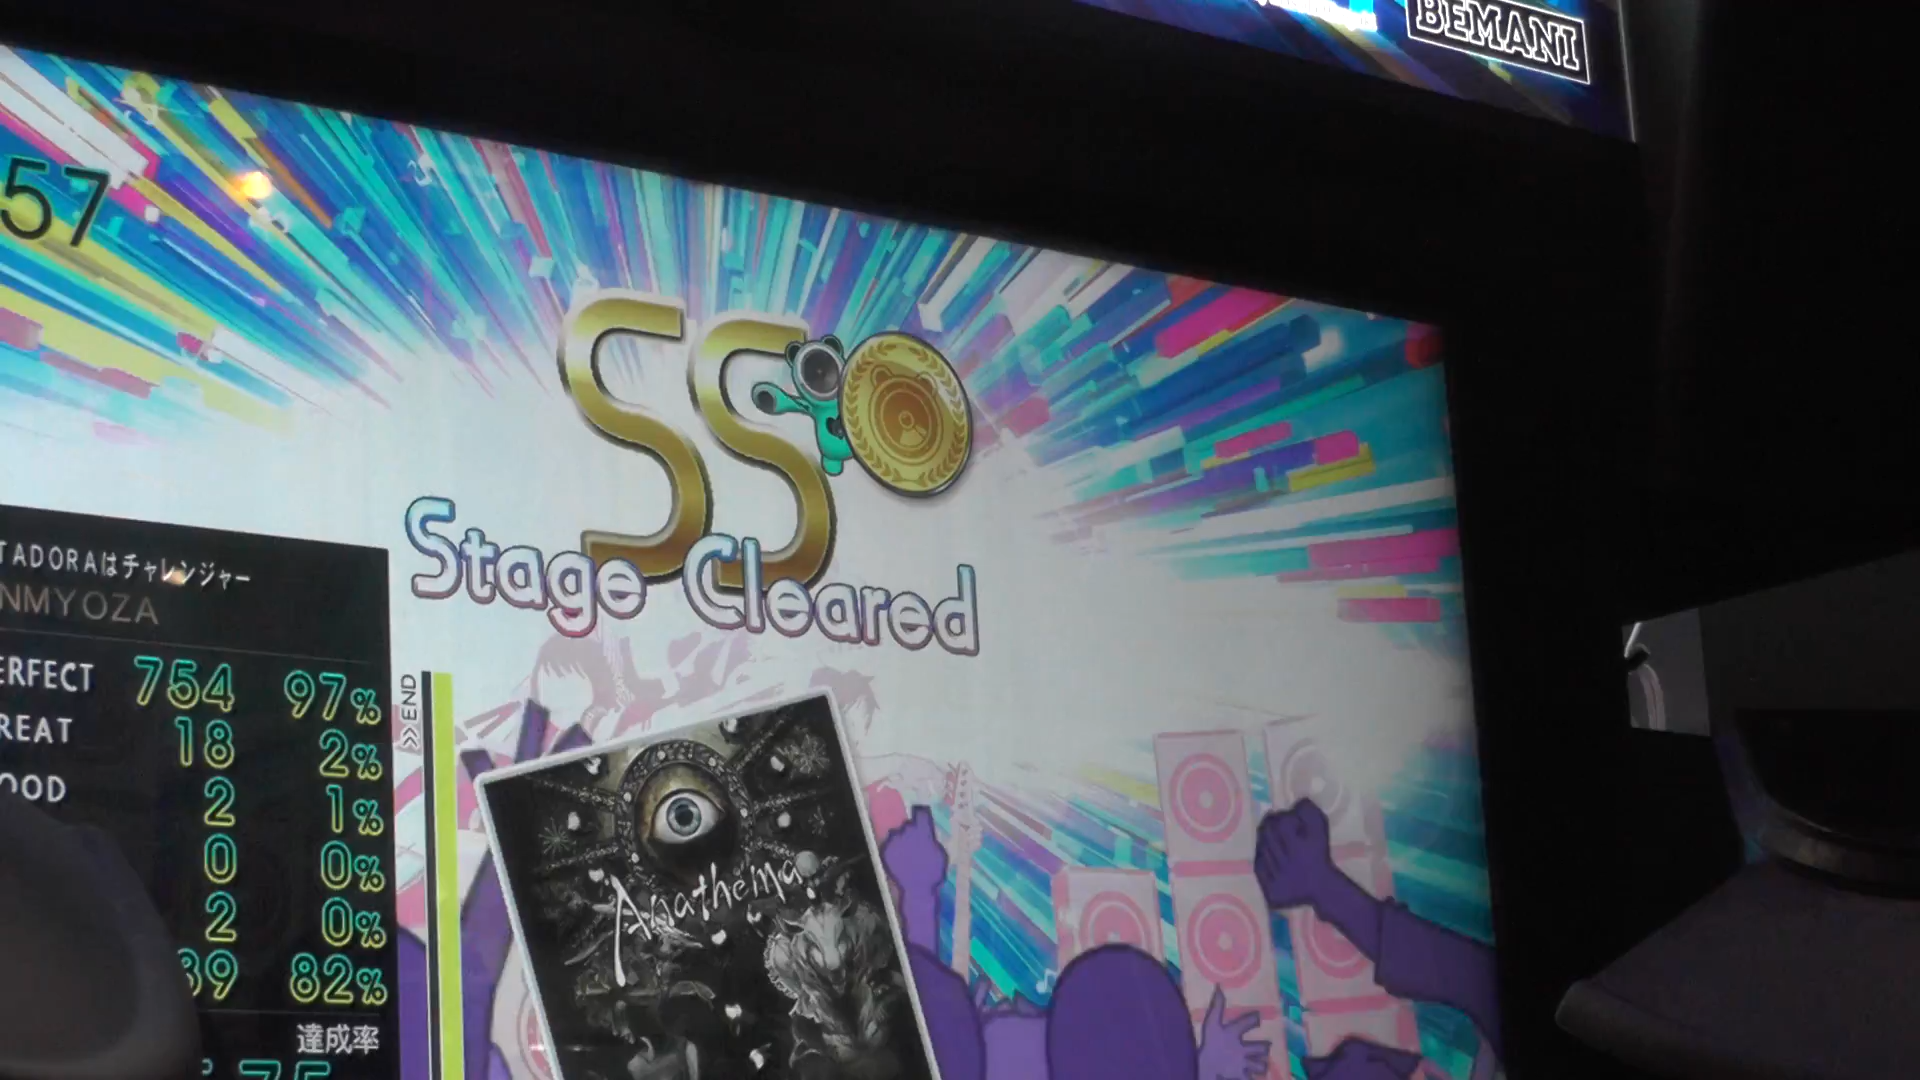 BEMANI
57
SS
Stage Cleared
TADORAはチャレンジャー
NMYOZA
ERFECT 754 97%
REAT 18 2%
OOD 2 1%
0 0%
2 0%
39 82%
達成率
75
>> END
Anathema